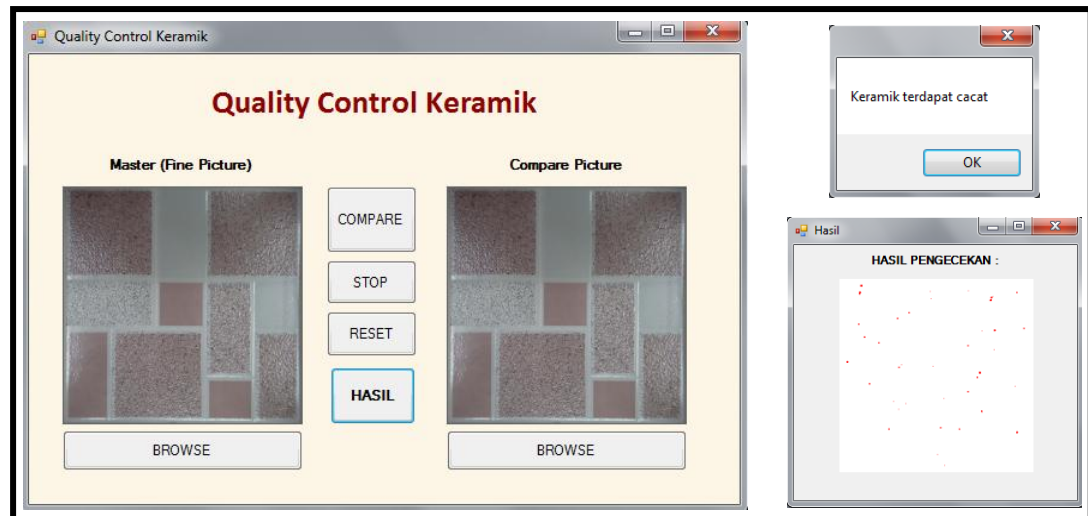 Quality Control Keramik
Quality Control Keramik
Master (Fine Picture)
Compare Picture
COMPARE
STOP
RESET
HASIL
BROWSE
BROWSE
Keramik terdapat cacat
OK
Hasil
HASIL PENGECEKAN :